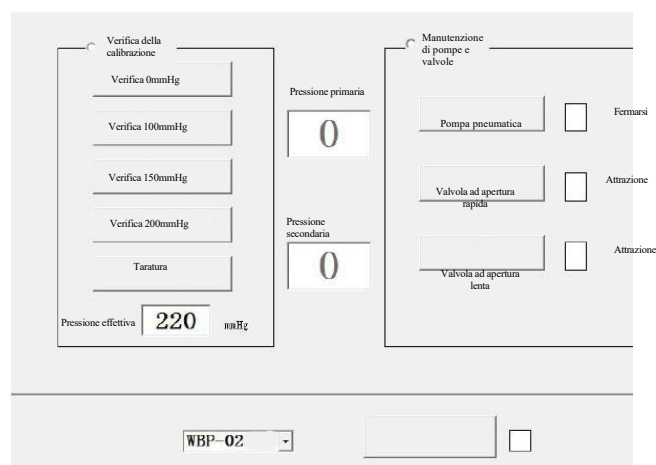 Verifica della
calibrazione
Verifica 0mmHg
Verifica 100mmHg
Verifica 150mmHg
Verifica 200mmHg
Taratura
Pressione effettiva 220 mmHg
Pressione primaria
0
Pressione
secondaria
0
Manutenzione
di pompe e
valvole
Pompa pneumatica
Fermarsi
Valvola ad apertura
rapida
Attrazione
Valvola ad apertura
lenta
Attrazione
WBP-02